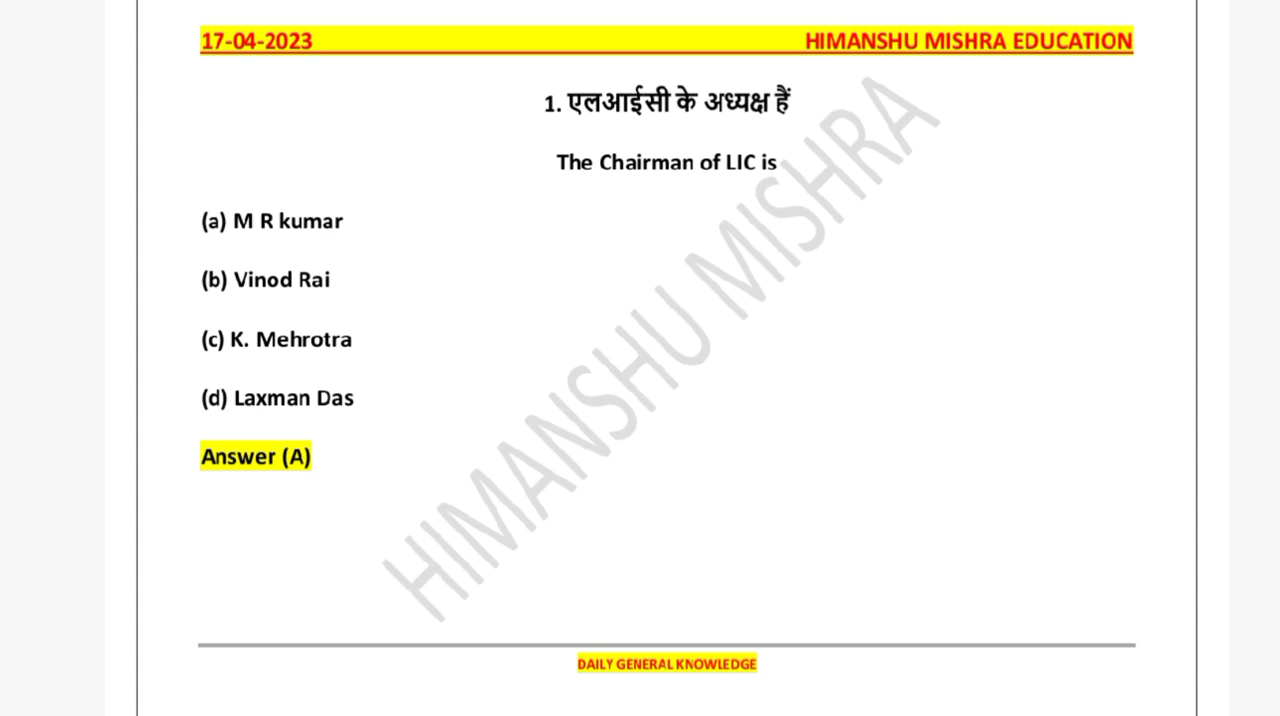 17-04-2023 HIMANSHU MISHRA EDUCATION
1. एलआईसी के अध्यक्ष हैं
The Chairman of LIC is
(a) M R kumar
(b) Vinod Rai
(c) K. Mehrotra
(d) Laxman Das
Answer (A)
HIMANSHU MISHRA
DAILY GENERAL KNOWLEDGE